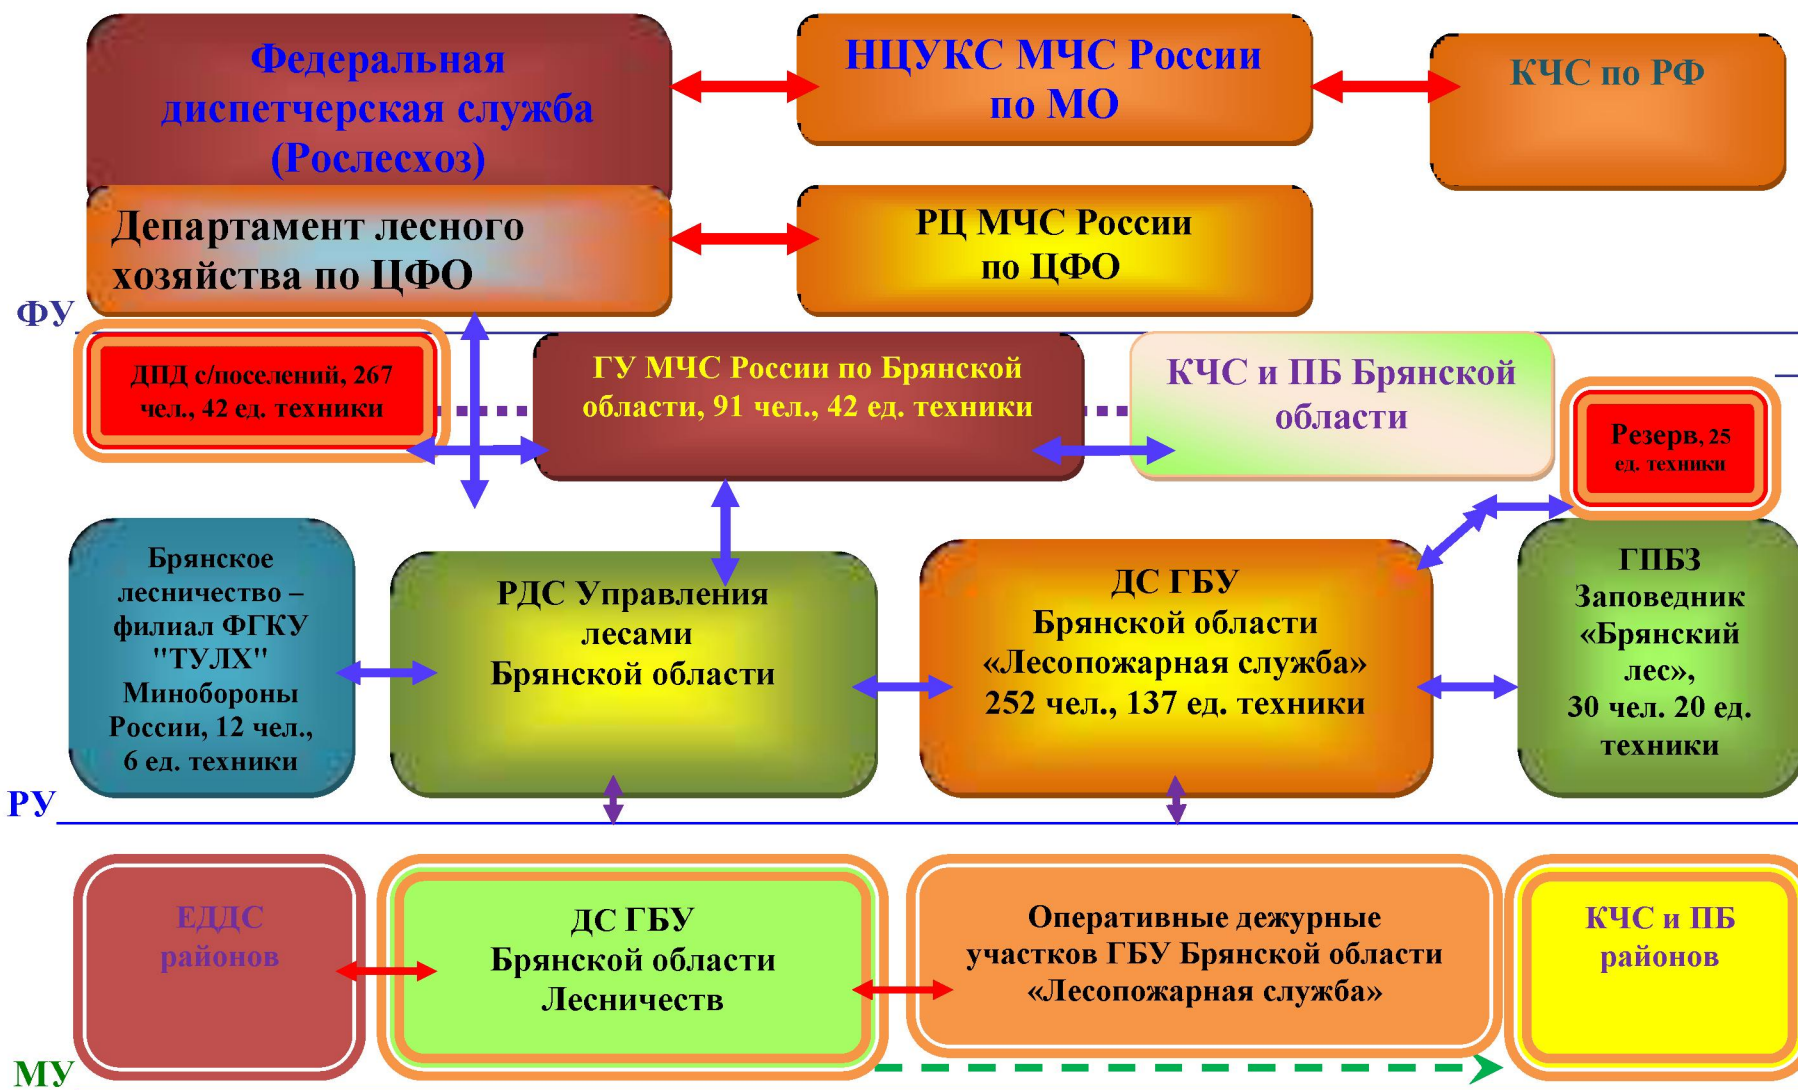 Федеральная
диспетчерская служба
(Рослесхоз)
НЦУКС МЧС России
по МО
КЧС по РФ
Департамент лесного
хозяйства по ЦФО
РЦ МЧС России
по ЦФО
ФУ
ДПД с/поселений, 267
чел., 42 ед. техники
ГУ МЧС России по Брянской
области, 91 чел., 42 ед. техники
КЧС и ПБ Брянской
области
Резерв, 25
ед. техники
Брянское
лесничество –
филиал ФГКУ
"ТУЛХ"
Минобороны
России, 12 чел.,
6 ед. техники
РДС Управления
лесами
Брянской области
ДС ГБУ
Брянской области
«Лесопожарная служба»
252 чел., 137 ед. техники
ГПБЗ
Заповедник
«Брянский
лес»,
30 чел. 20 ед.
техники
РУ
ЕДДС
районов
ДС ГБУ
Брянской области
Лесничеств
Оперативные дежурные
участков ГБУ Брянской области
«Лесопожарная служба»
КЧС и ПБ
районов
МУ